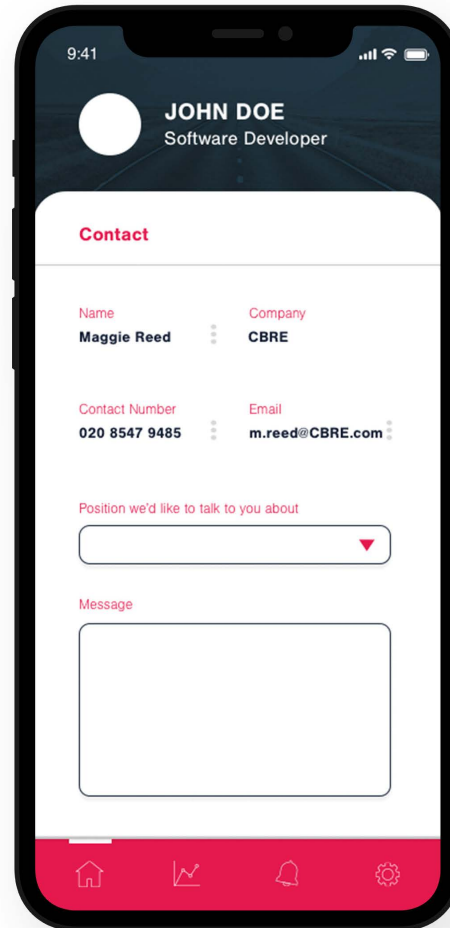 9:41
JOHN DOE
Software Developer
Contact
Name
Company
Maggie Reed
CBRE
Contact Number
Email
020 8547 9485
m.reed@CBRE.com
Position we'd like to talk to you about
Message